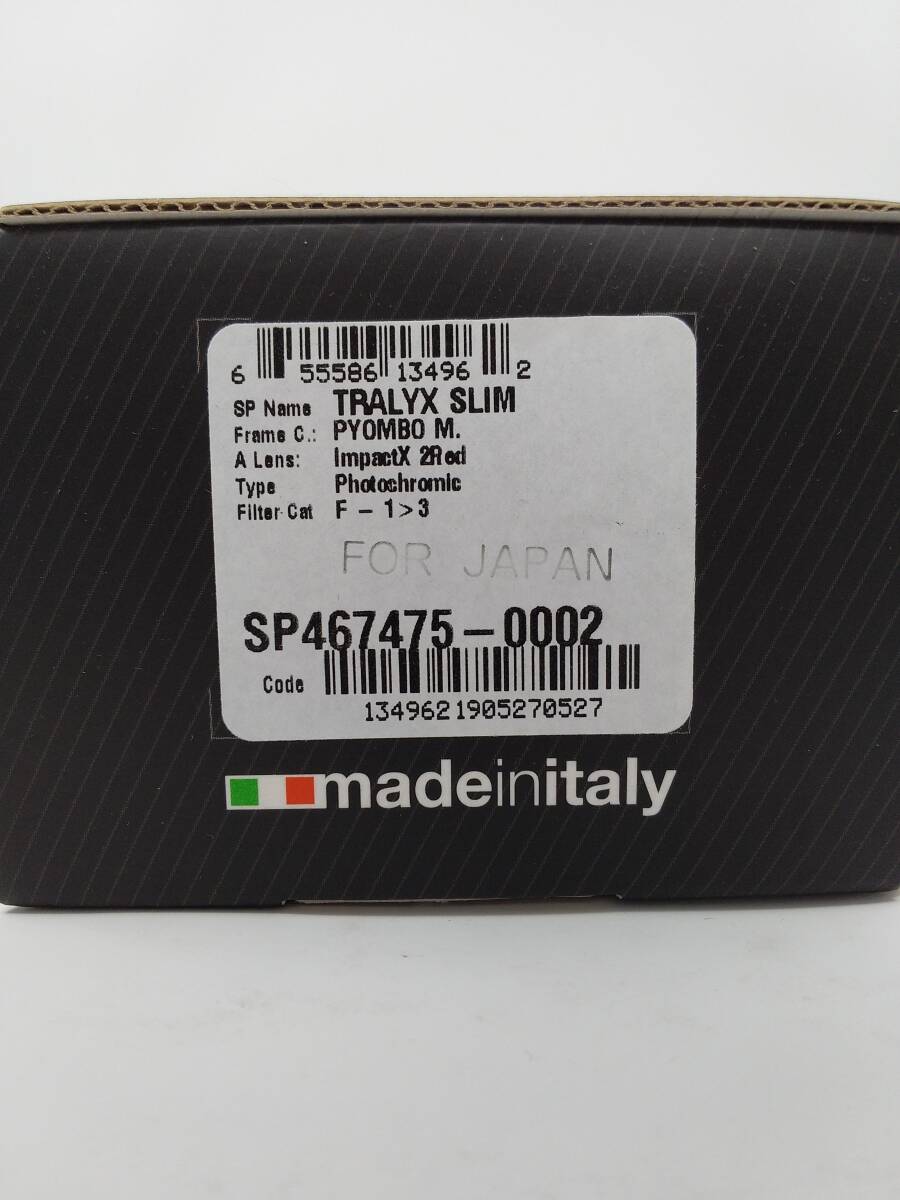 6 55586 13496 2
SP Name TRALYX SLIM
Frame C.: PYOMBO M.
A Lens: ImpactX 2Red
Type Photochromic
Filter Cat F - 1>3
FOR JAPAN
SP467475-0002
Code
1349621905270527
madeinitaly